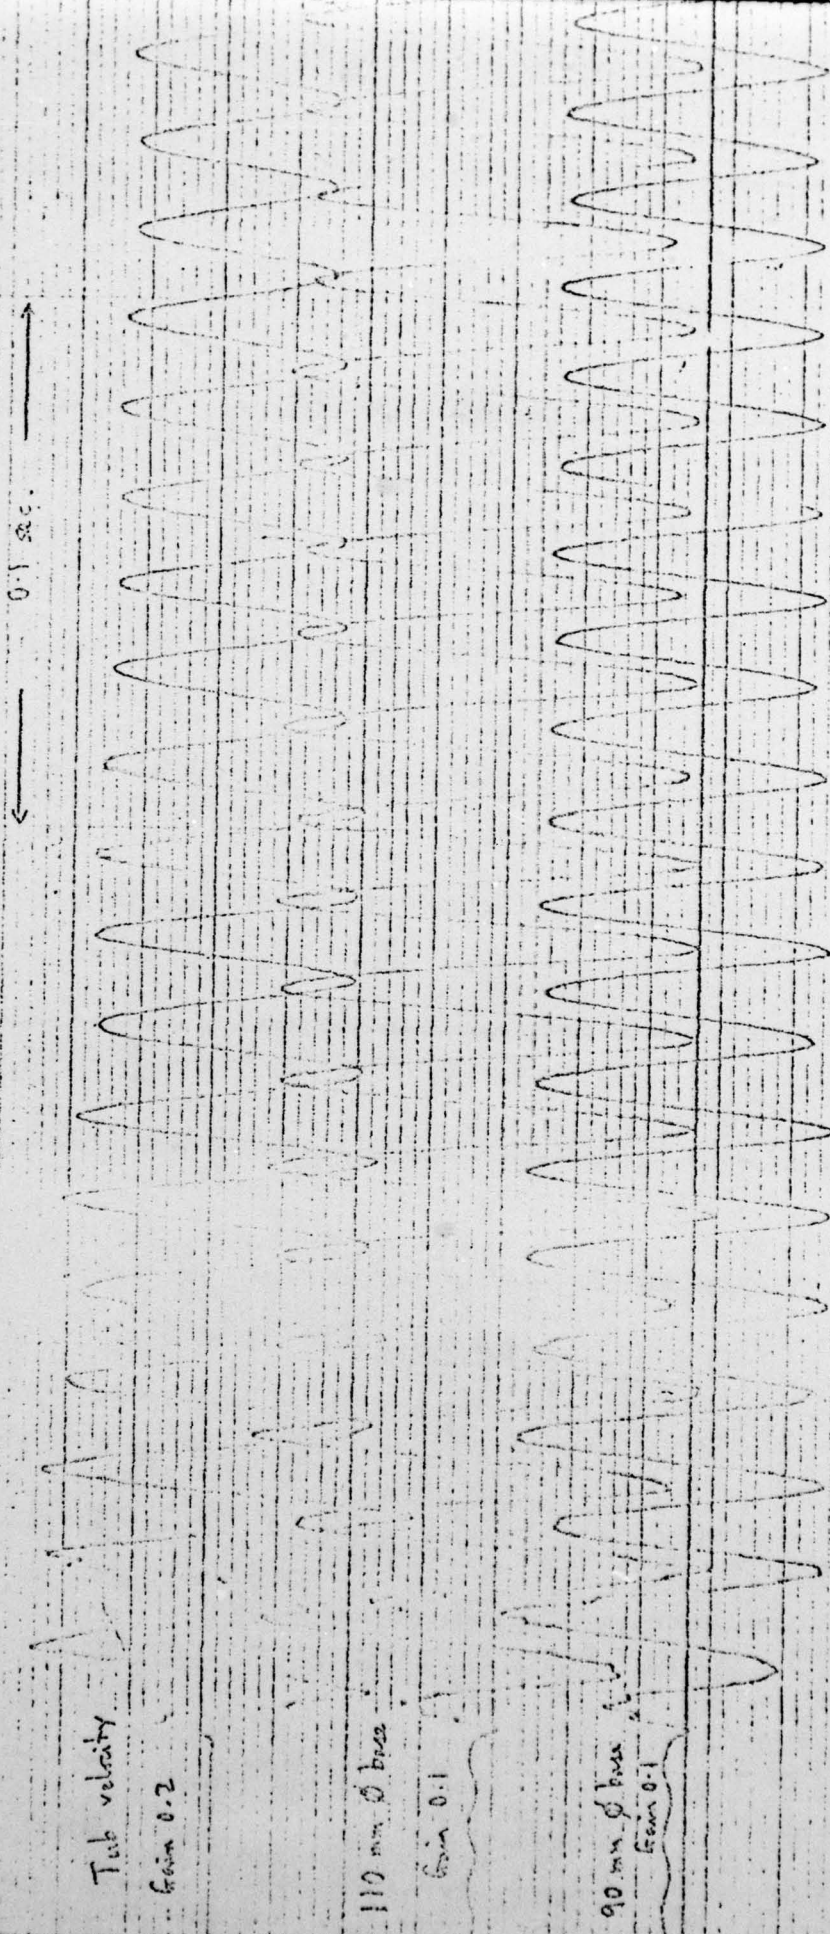 0.1 sec.
Tub velocity
Gain 0.2
110 mm Ø base
Gain 0.1
90 mm Ø base
Gain 0.1